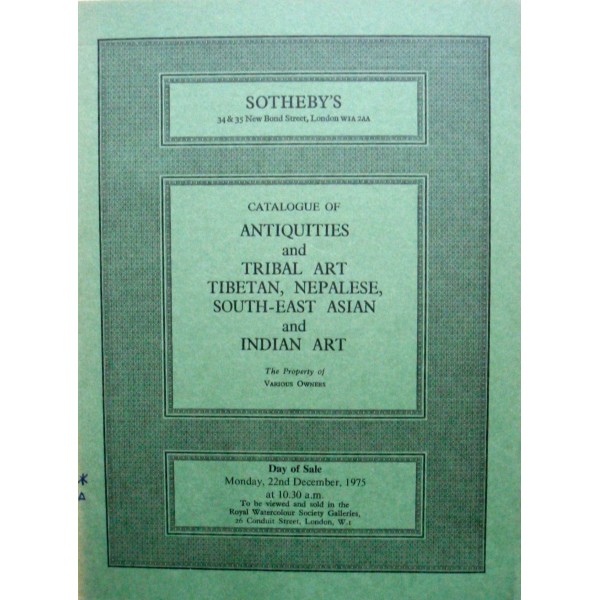 SOTHEBY'S
34 & 35 New Bond Street, London W1A 2AA
CATALOGUE OF
ANTIQUITIES
and
TRIBAL ART
TIBETAN, NEPALESE,
SOUTH-EAST ASIAN
and
INDIAN ART
The Property of
VARIOUS OWNERS
Day of Sale
Monday, 22nd December, 1975
at 10.30 a.m.
To be viewed and sold in the
Royal Watercolour Society Galleries,
26 Conduit Street, London, W.1